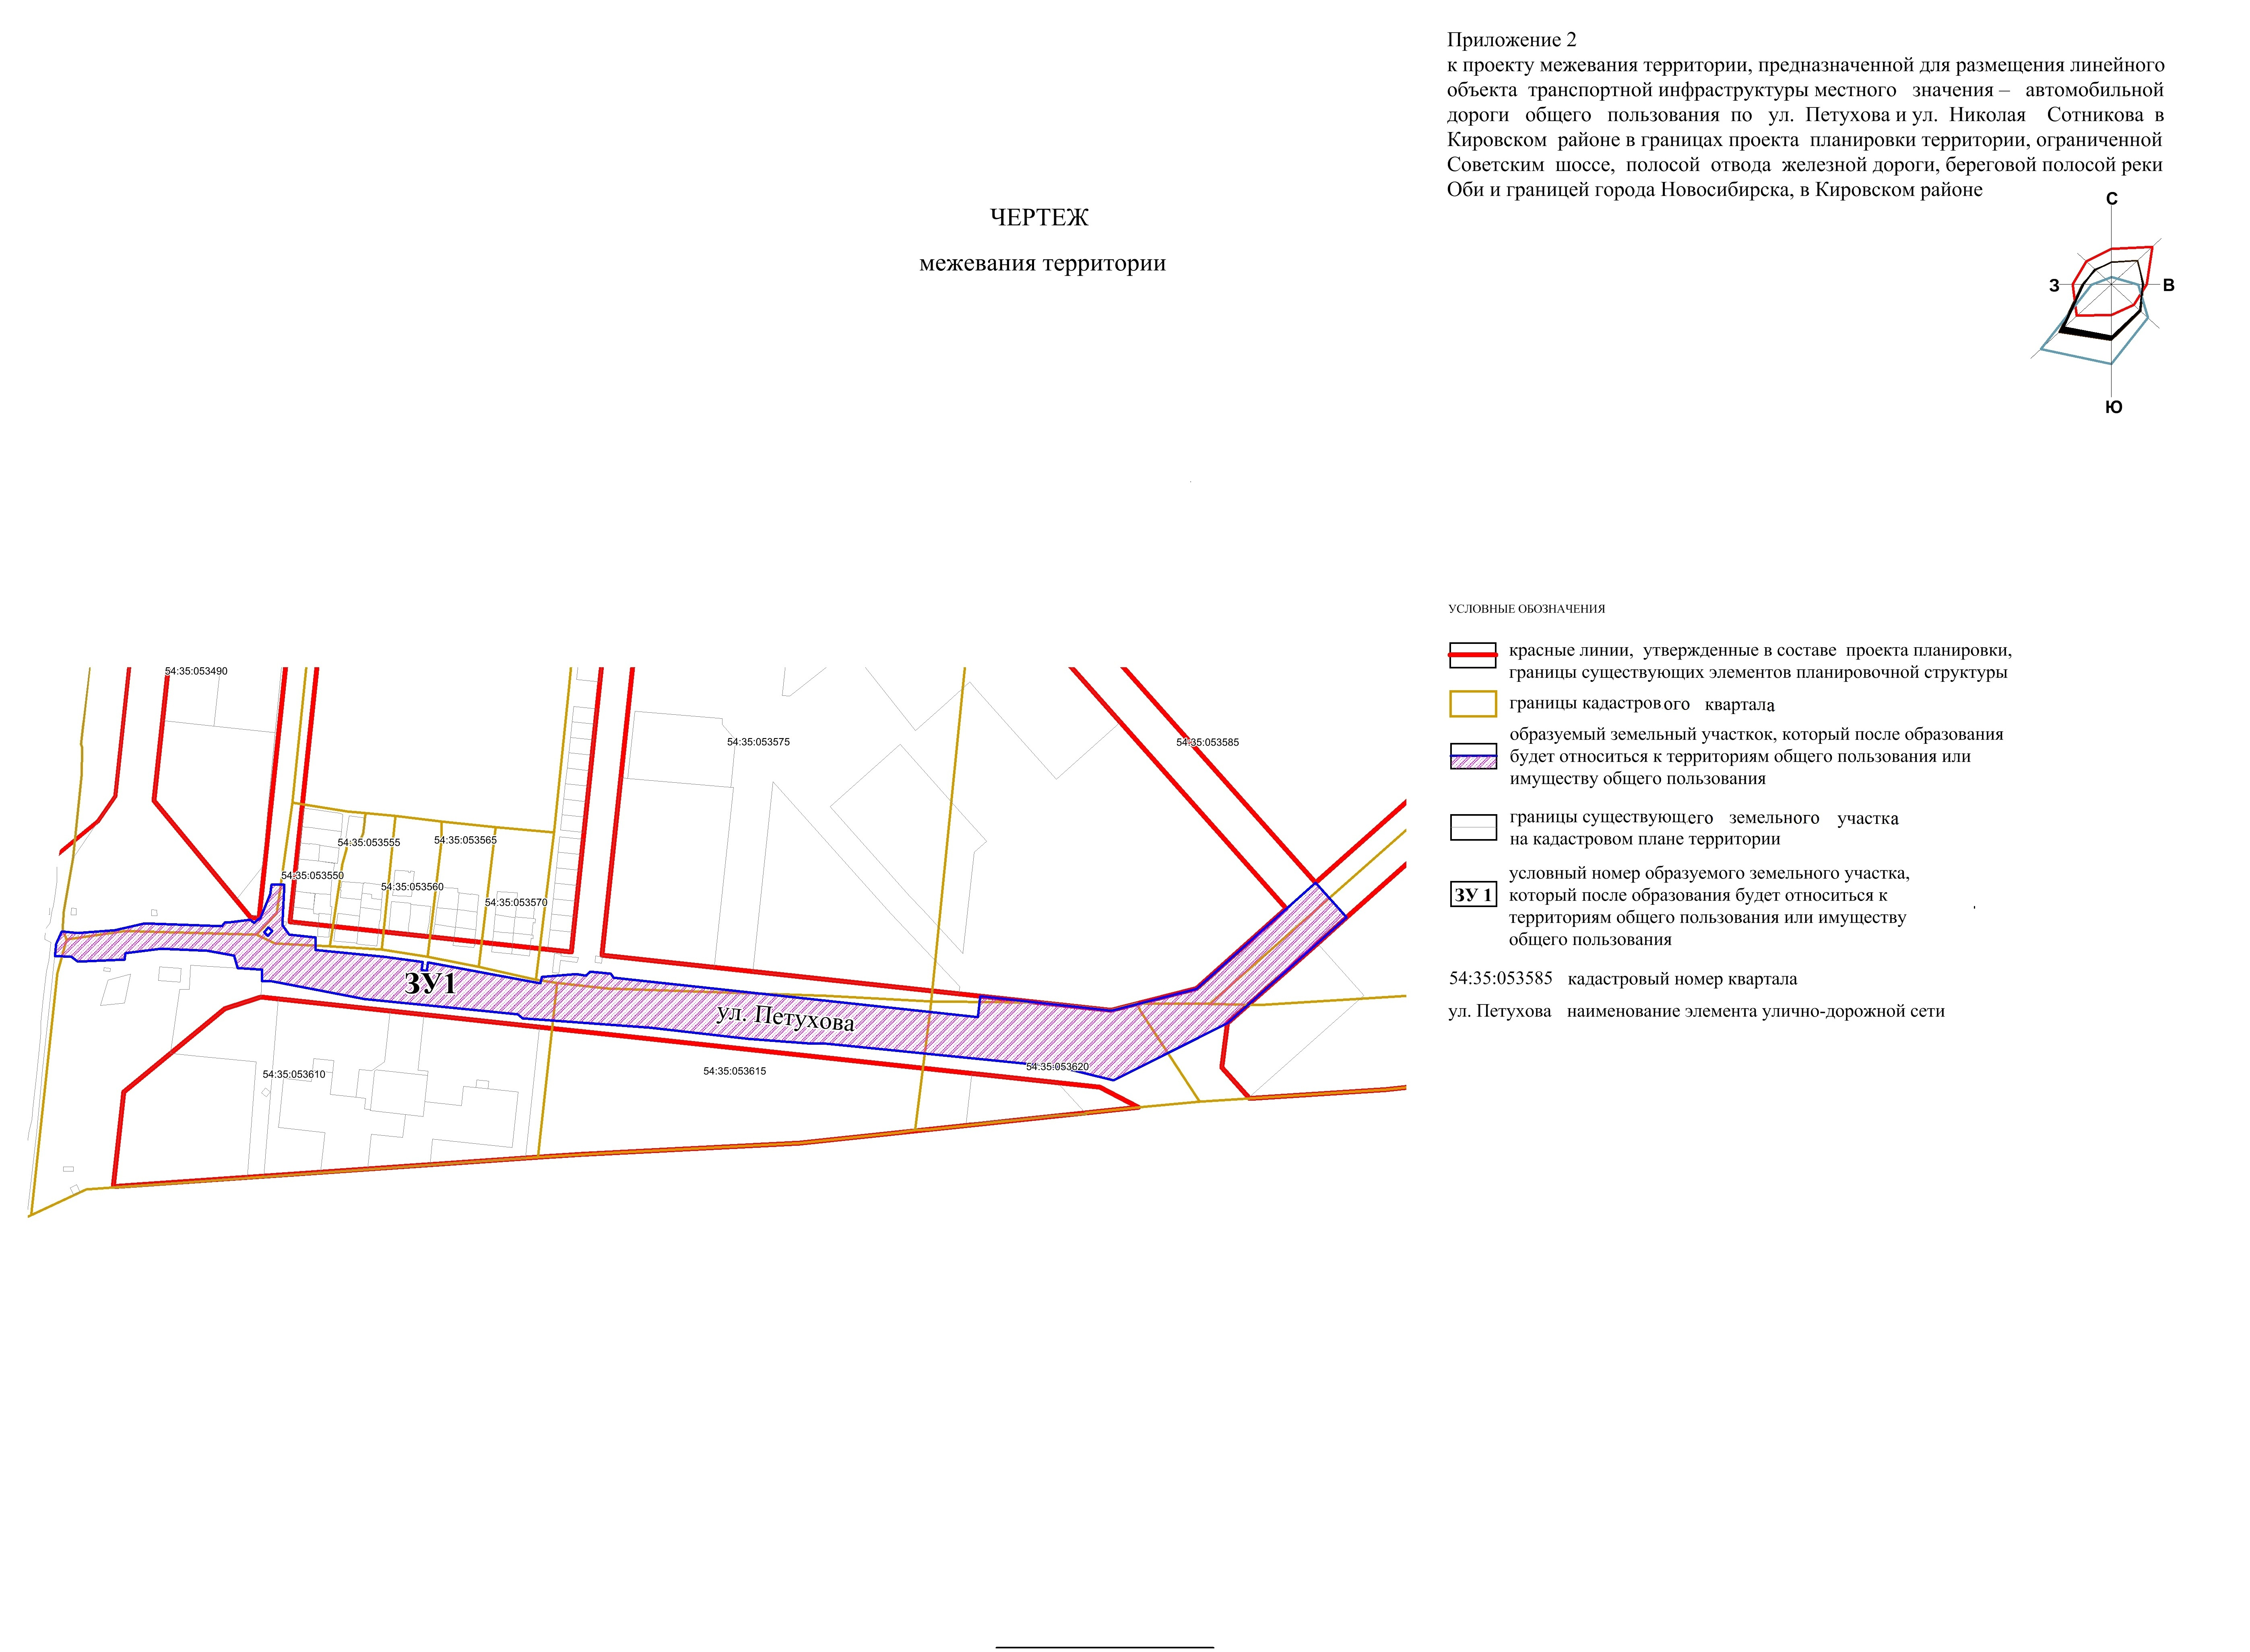 Приложение 2
к проекту межевания территории, предназначенной для размещения линейного
объекта транспортной инфраструктуры местного значения – автомобильной
дороги общего пользования по ул. Петухова и ул. Николая Сотникова в
Кировском районе в границах проекта планировки территории, ограниченной
Советским шоссе, полосой отвода железной дороги, береговой полосой реки
Оби и границей города Новосибирска, в Кировском районе
ЧЕРТЕЖ
межевания территории
С
З
В
Ю
УСЛОВНЫЕ ОБОЗНАЧЕНИЯ
красные линии, утвержденные в составе проекта планировки,
границы существующих элементов планировочной структуры
границы кадастрового квартала
образуемый земельный участкок, который после образования
будет относиться к территориям общего пользования или
имуществу общего пользования
границы существующего земельного участка
на кадастровом плане территории
ЗУ 1
условный номер образуемого земельного участка,
который после образования будет относиться к
территориям общего пользования или имуществу
общего пользования
54:35:053585 кадастровый номер квартала
ул. Петухова наименование элемента улично-дорожной сети
54:35:053490
54:35:053575
54:35:053585
54:35:053555
54:35:053565
54:35:053550
54:35:053560
54:35:053570
ЗУ1
ул. Петухова
54:35:053610
54:35:053615
54:35:053620